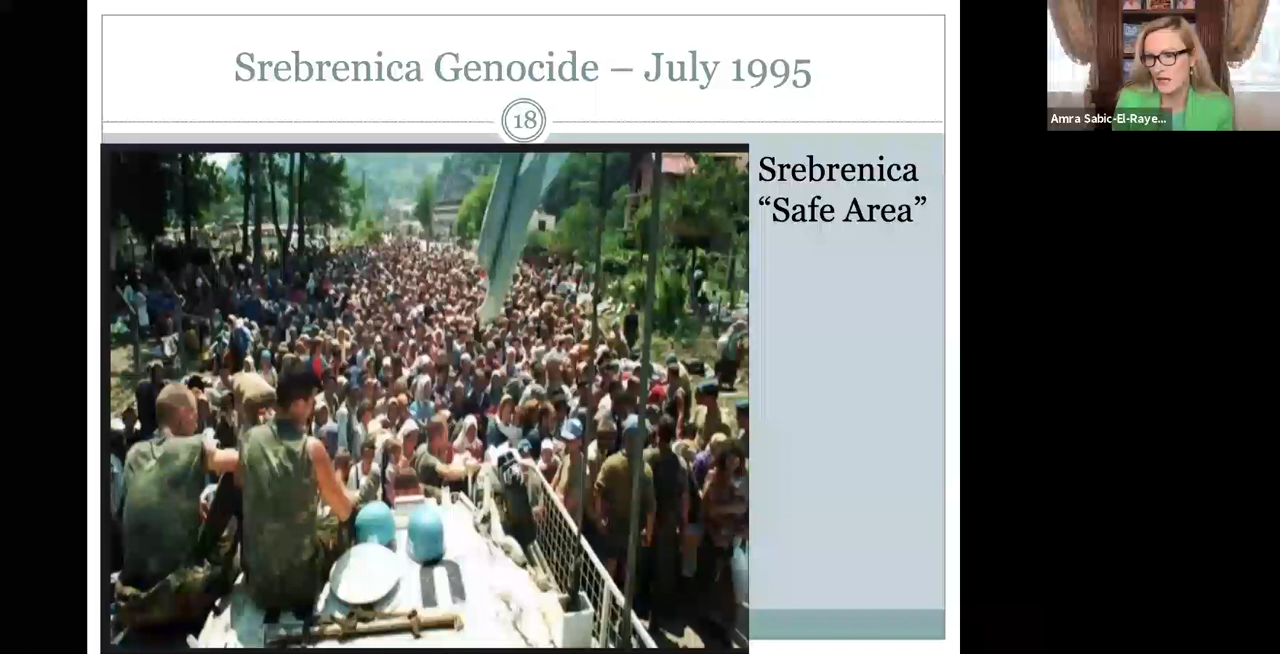 Srebrenica Genocide – July 1995
18
Srebrenica
“Safe Area”
Amra Sabic-El-Raye...